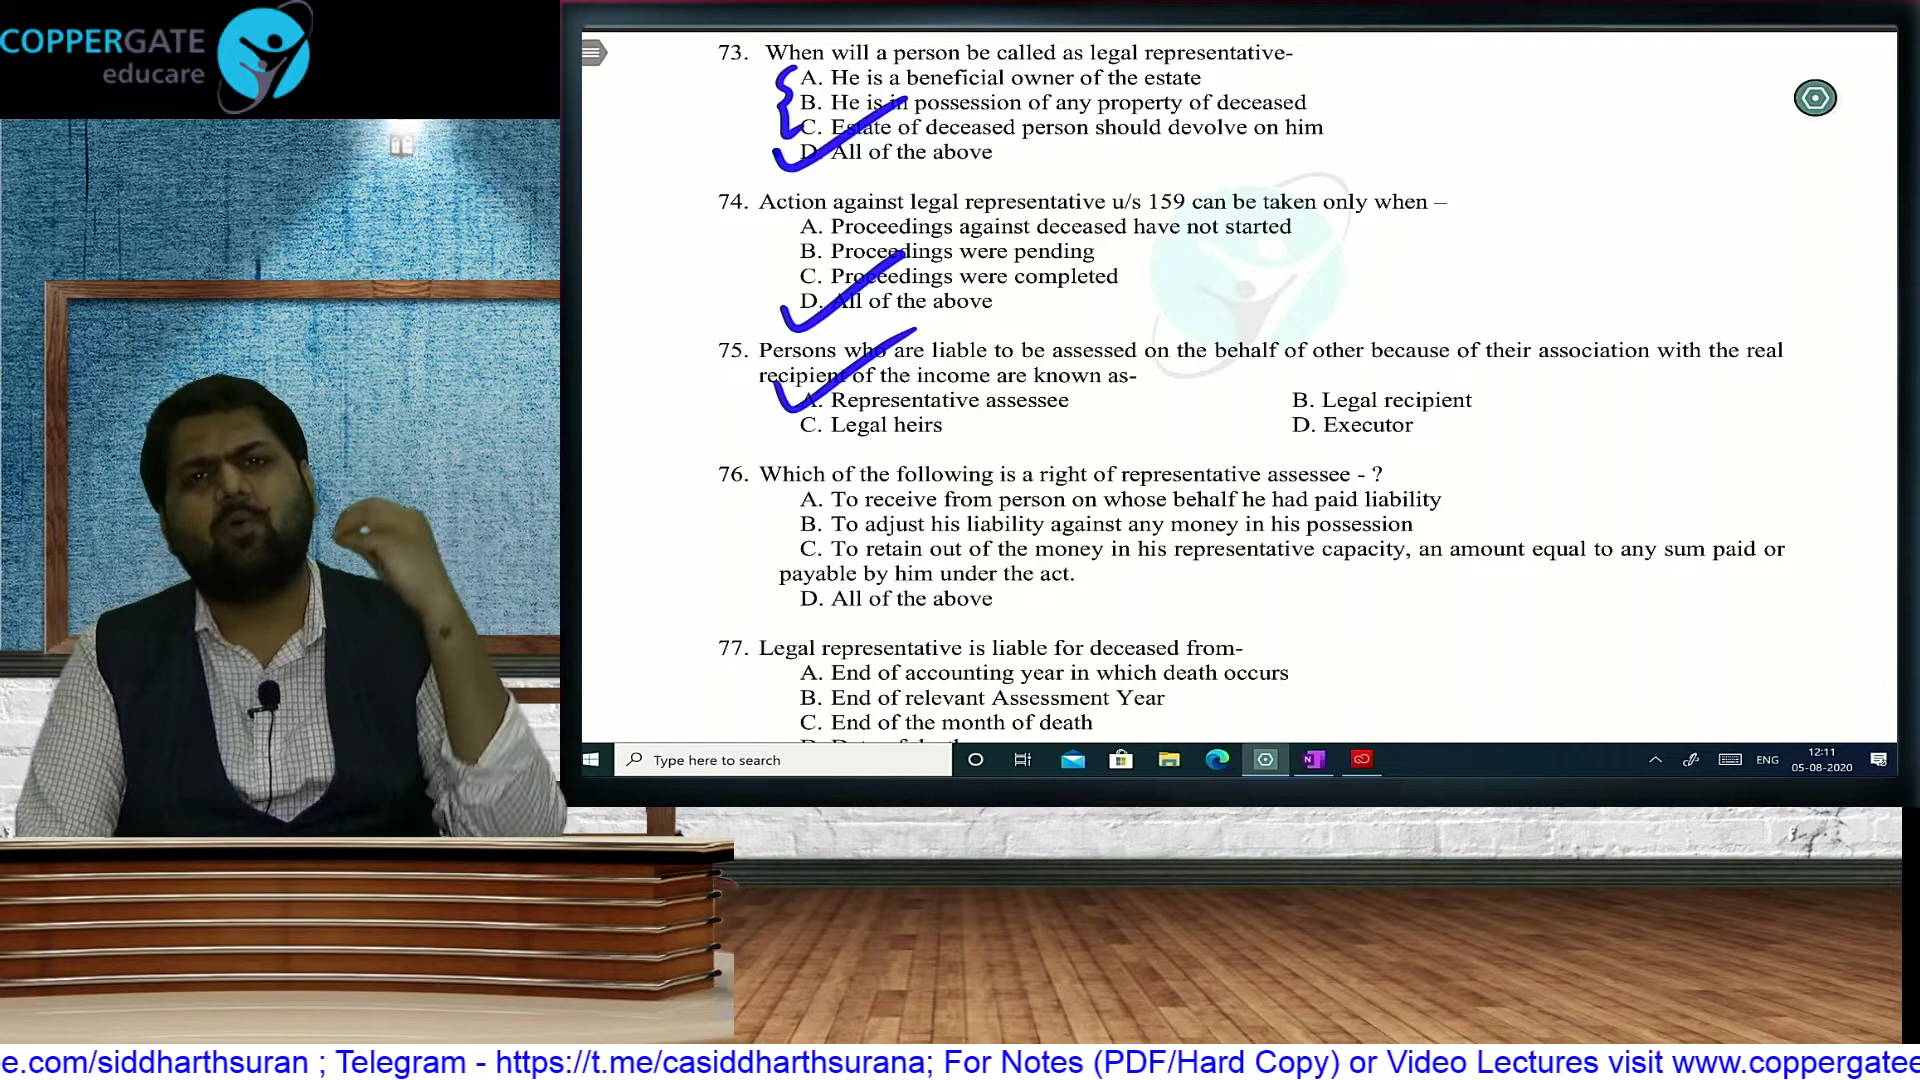 COPPERGATE
educare
73. When will a person be called as legal representative-
A. He is a beneficial owner of the estate
B. He is in possession of any property of deceased
C. Estate of deceased person should devolve on him
D. All of the above
74. Action against legal representative u/s 159 can be taken only when –
A. Proceedings against deceased have not started
B. Proceedings were pending
C. Proceedings were completed
D. All of the above
75. Persons who are liable to be assessed on the behalf of other because of their association with the real
recipient of the income are known as-
A. Representative assessee B. Legal recipient
C. Legal heirs D. Executor
76. Which of the following is a right of representative assessee - ?
A. To receive from person on whose behalf he had paid liability
B. To adjust his liability against any money in his possession
C. To retain out of the money in his representative capacity, an amount equal to any sum paid or
payable by him under the act.
D. All of the above
77. Legal representative is liable for deceased from-
A. End of accounting year in which death occurs
B. End of relevant Assessment Year
C. End of the month of death
Type here to search
ENG
12:11
05-08-2020
e.com/siddharthsuran ; Telegram - https://t.me/casiddharthsurana; For Notes (PDF/Hard Copy) or Video Lectures visit www.coppergatee